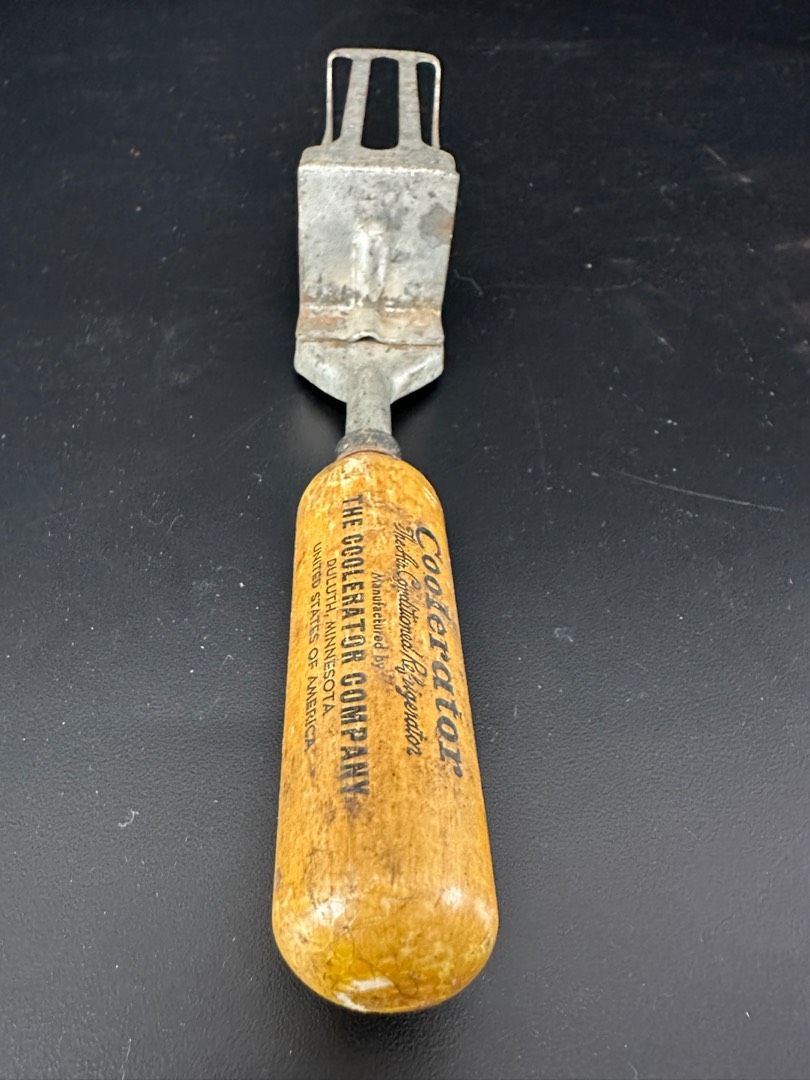 Coolerator
The Air Conditioned Refrigerator
Manufactured by
THE COOLERATOR COMPANY
DULUTH, MINNESOTA
UNITED STATES OF AMERICA